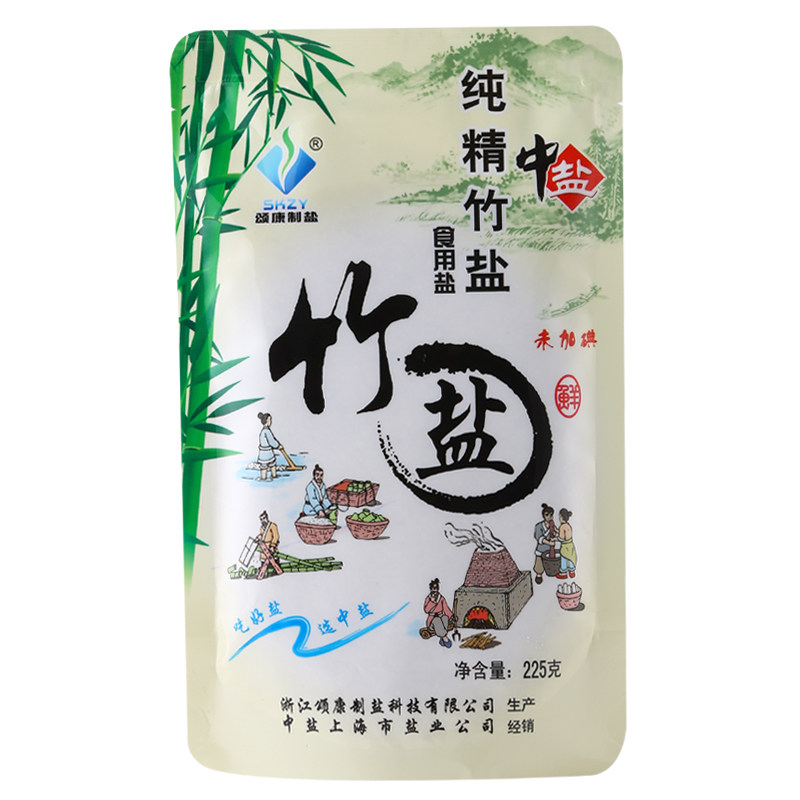 纯精竹盐
食用盐
中盐
®
SKZY
颂康制盐
竹盐
未加碘
鲜
吃好盐
选中盐
净含量：225克
浙江颂康制盐科技有限公司 生产
中盐上海市盐业公司 经销